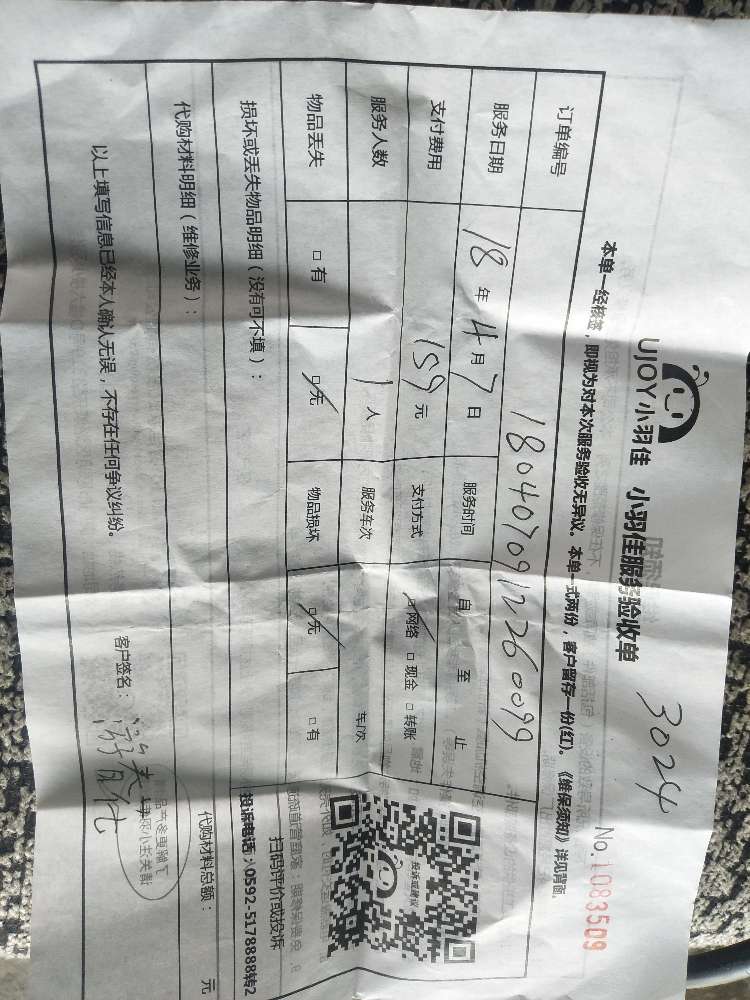 3024
UJOY小羽佳 小羽佳服务验收单 No.1083509
本单一经核签，即视为对本次服务验收无异议。本单一式两份，客户留存一份(红)。《维保须知》详见背面。
订单编号 1804070912260099
服务日期 18年4月7日 服务时间 自 至 止
支付费用 159元 支付方式 ☑网络 □现金 □转账
服务人数 1人 服务车次 车/次
物品丢失 □有 ☑无 物品损坏 ☑无 □有
投诉或建议
扫码评价或投诉
投诉电话：0592-5178888转2
损坏或丢失物品明细（没有可不填）：
代购材料明细（维修业务）： 代购材料总额： 元
以上填写信息已经本人确认无误，不存在任何争议纠纷。 客户签名：